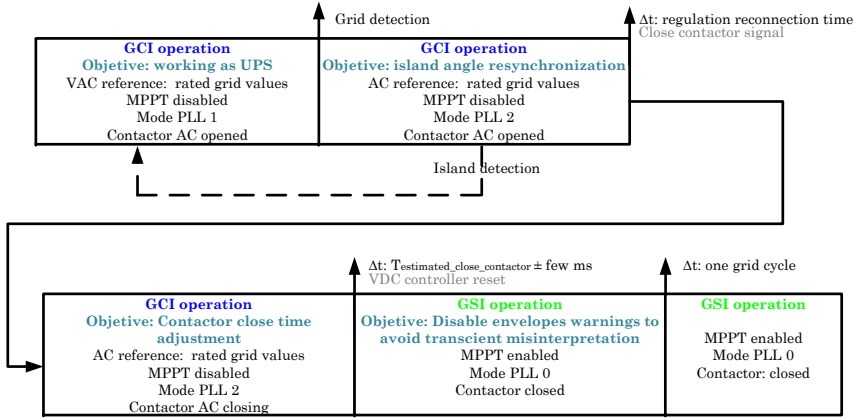 Grid detection
Δt: regulation reconnection time
Close contactor signal
GCI operation
Objetive: working as UPS
VAC reference: rated grid values
MPPT disabled
Mode PLL 1
Contactor AC opened
GCI operation
Objetive: island angle resynchronization
AC reference: rated grid values
MPPT disabled
Mode PLL 2
Contactor AC opened
Island detection
Δt: Testimated_close_contactor ± few ms
VDC controller reset
Δt: one grid cycle
GCI operation
Objetive: Contactor close time
adjustment
AC reference: rated grid values
MPPT disabled
Mode PLL 2
Contactor AC closing
GSI operation
Objetive: Disable envelopes warnings to
avoid transcient misinterpretation
MPPT enabled
Mode PLL 0
Contactor closed
GSI operation
MPPT enabled
Mode PLL 0
Contactor: closed